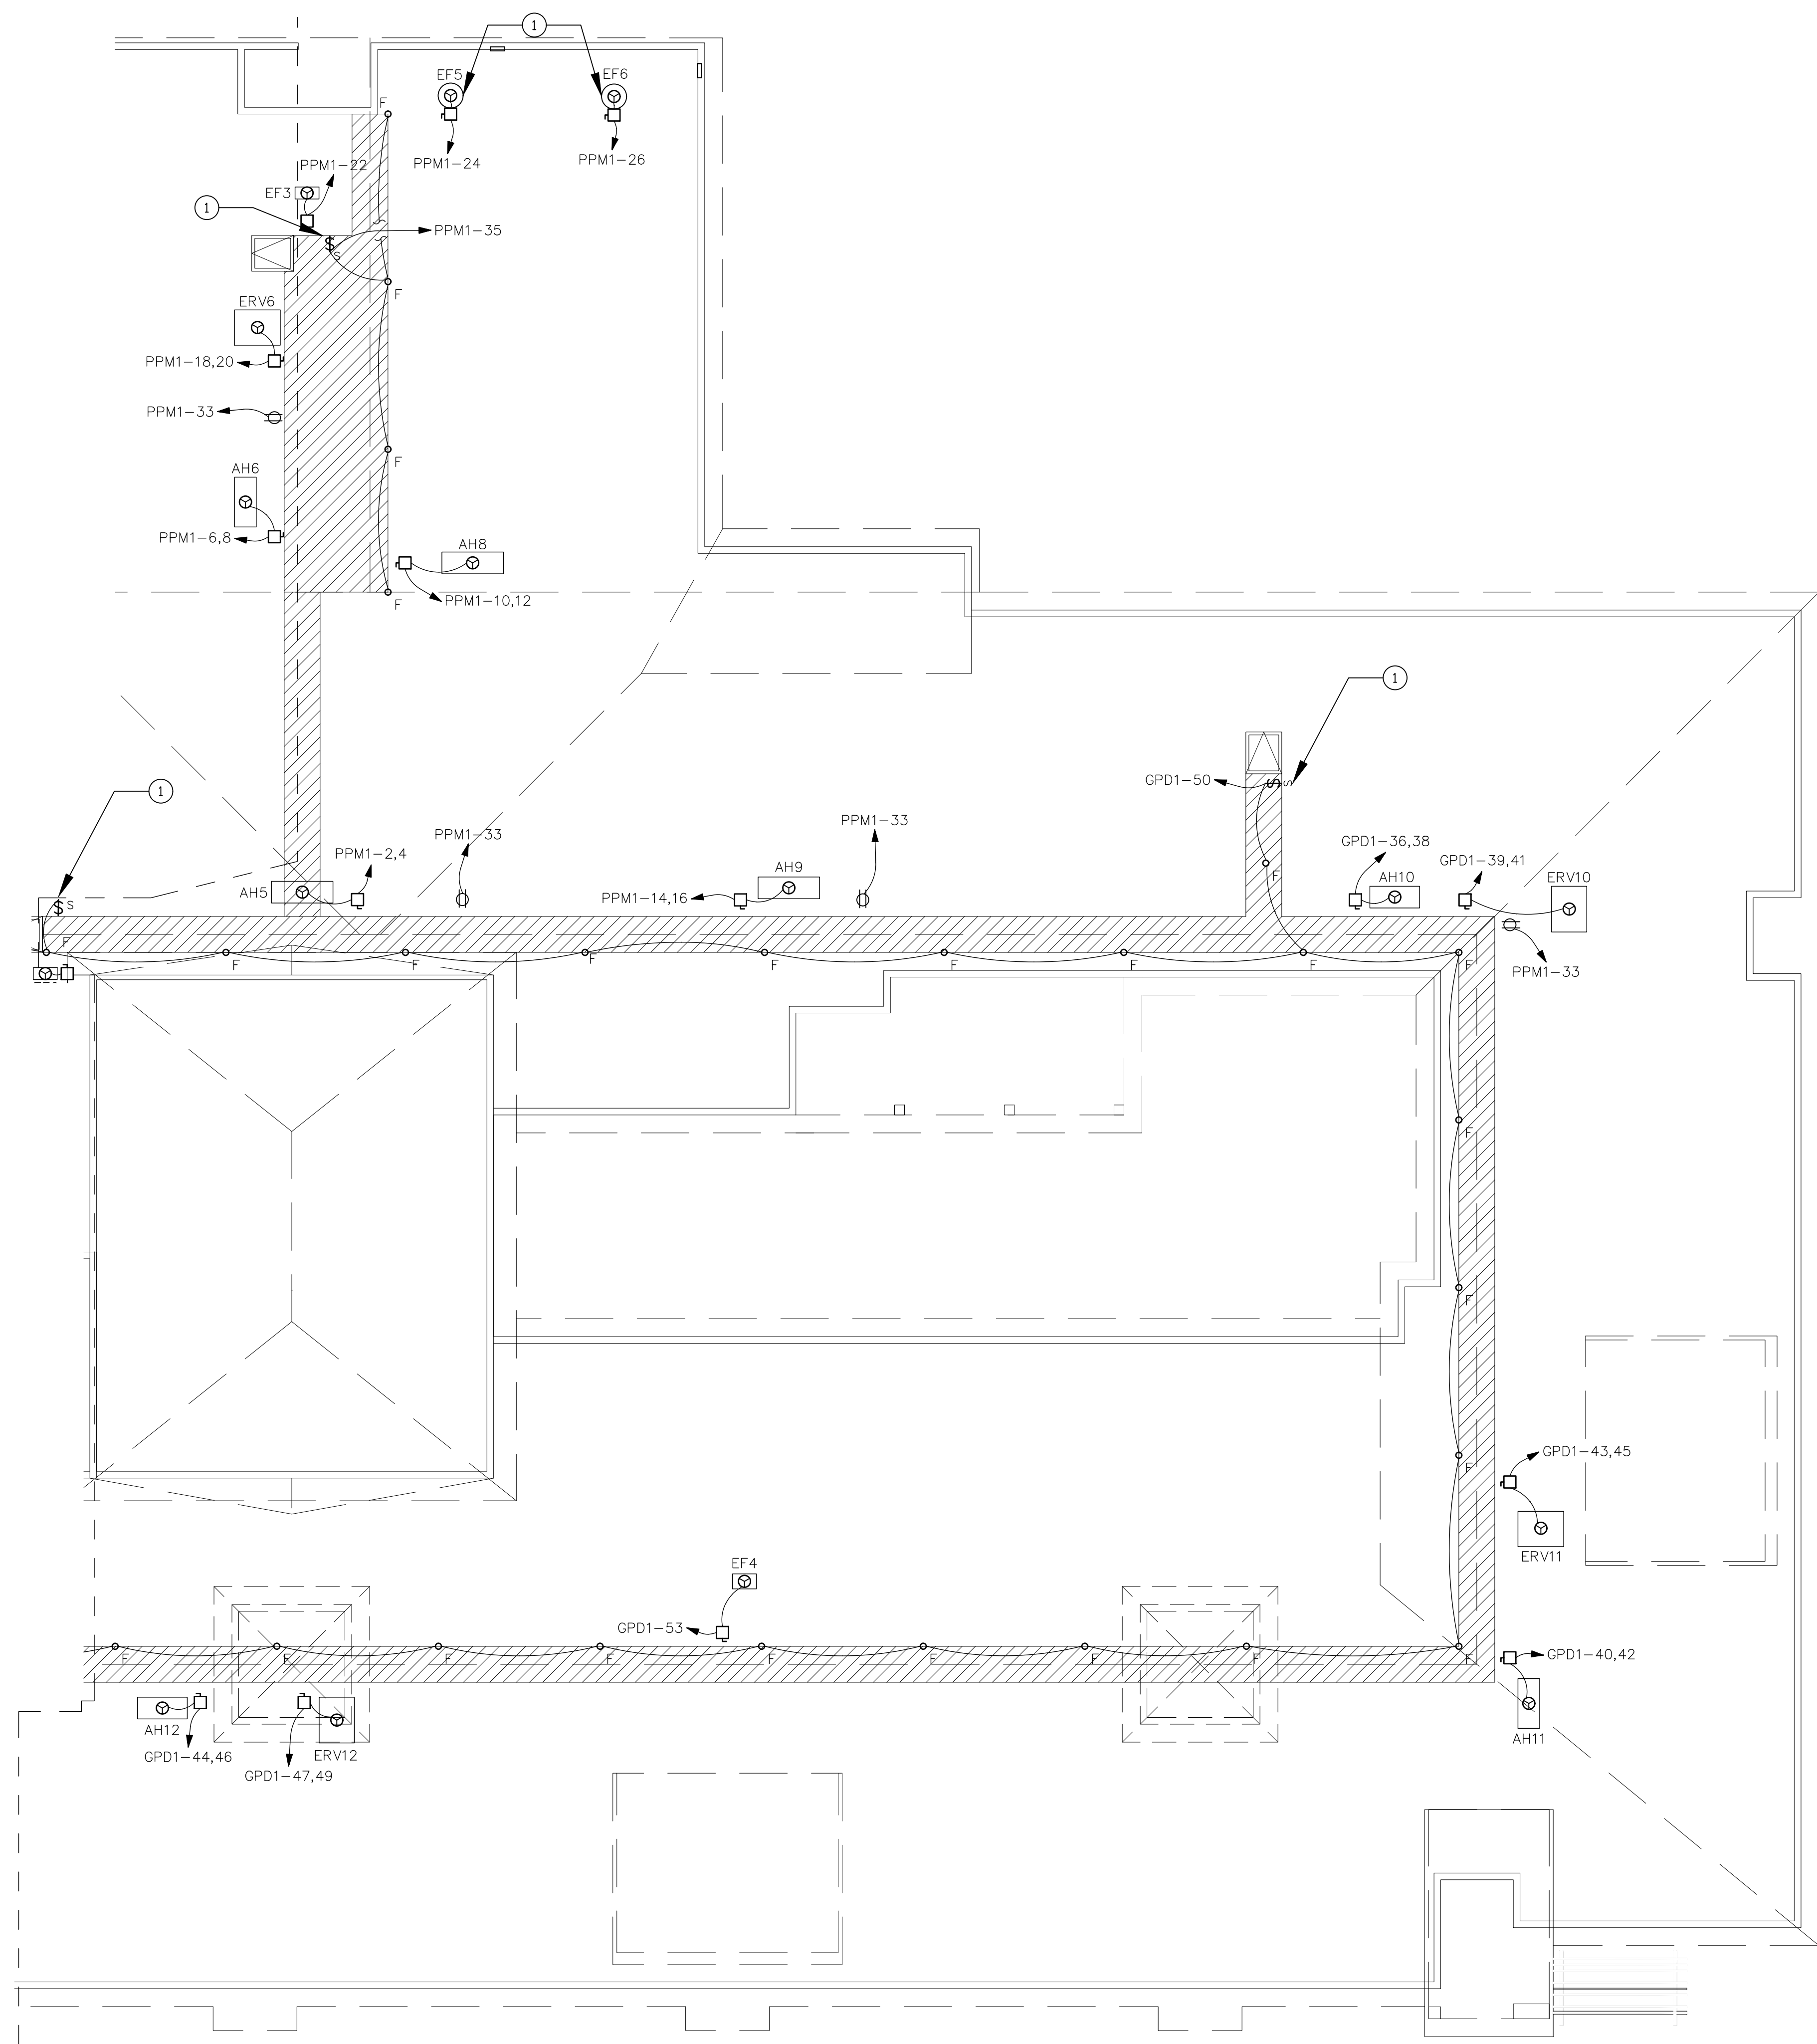 1
EF5
EF6
F
PPM1-24
PPM1-26
PPM1-22
EF3
1
PPM1-35
$
S
F
ERV6
PPM1-18,20
PPM1-33
F
AH6
PPM1-6,8
AH8
PPM1-10,12
F
1
GPD1-50
$
S
1
PPM1-33
PPM1-33
PPM1-2,4
GPD1-36,38
GPD1-39,41
AH5
AH9
PPM1-14,16
F
AH10
ERV10
$
S
F
F
F
F
F
F
F
F
F
PPM1-33
F
F
GPD1-43,45
F
ERV11
EF4
GPD1-53
F
F
F
F
F
F
F
F
F
GPD1-40,42
AH12
AH11
GPD1-44,46
ERV12
GPD1-47,49